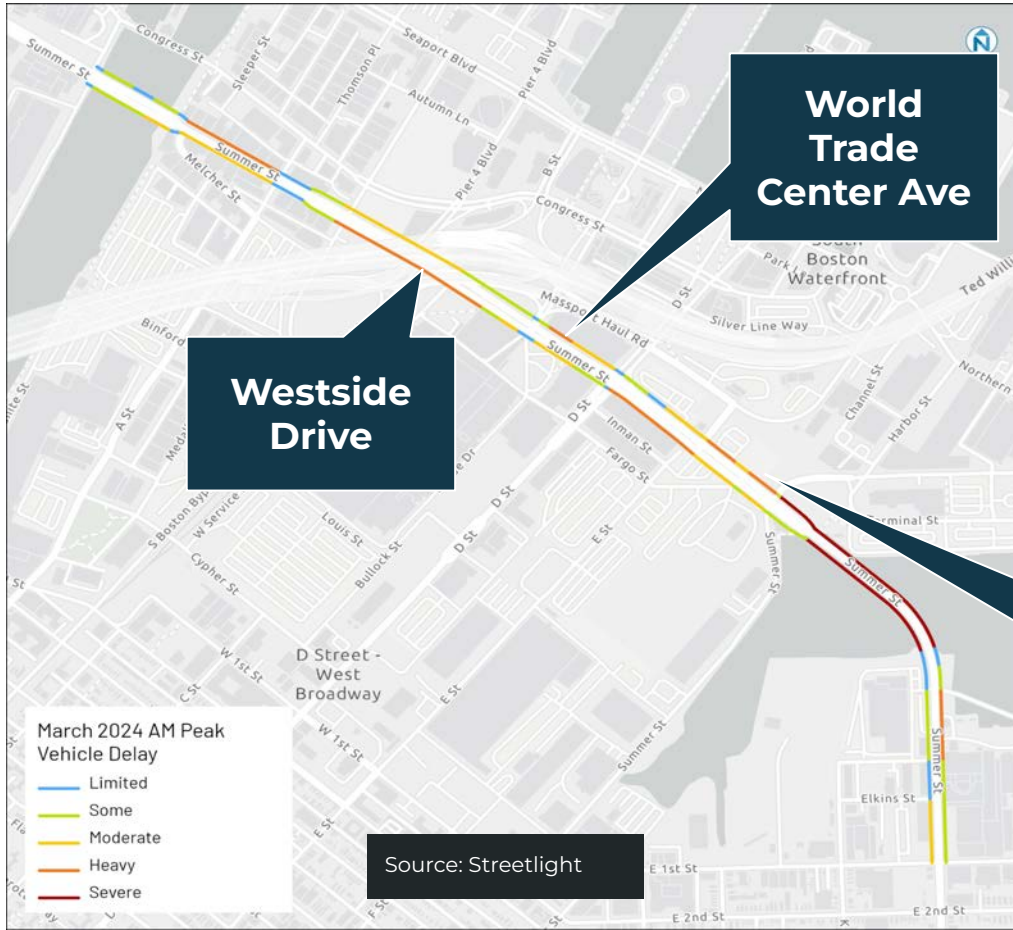 Summer St
Congress St
Sleeper St
Thomson Pl
Seaport Blvd
Pier 4 Blvd
Autumn Ln
N
World
Trade
Center Ave
Summer St
Melcher St
Pier 4 Blvd
B St
Congress St
South
Boston
Waterfront
Park Ln
Ted Willi
D St
Massport Haul Rd
Silver Line Way
Binford
Summer St
Northern
Westside
Drive
Channel St
Harbor St
A St
D St
Inman St
Fargo St
S Boston Byp
W Service
Louis St
Bullock St
D St
D St
E St
Terminal St
Summer St
Summer St
Cypher St
W 1st St
C St
D Street -
West
Broadway
E St
W 1st St
Summer St
Summer St
Elkins St
March 2024 AM Peak
Vehicle Delay
Limited
Some
Moderate
Heavy
Severe
E St
F St
Source: Streetlight
E 1st St
E 2nd St
E 2nd St
K